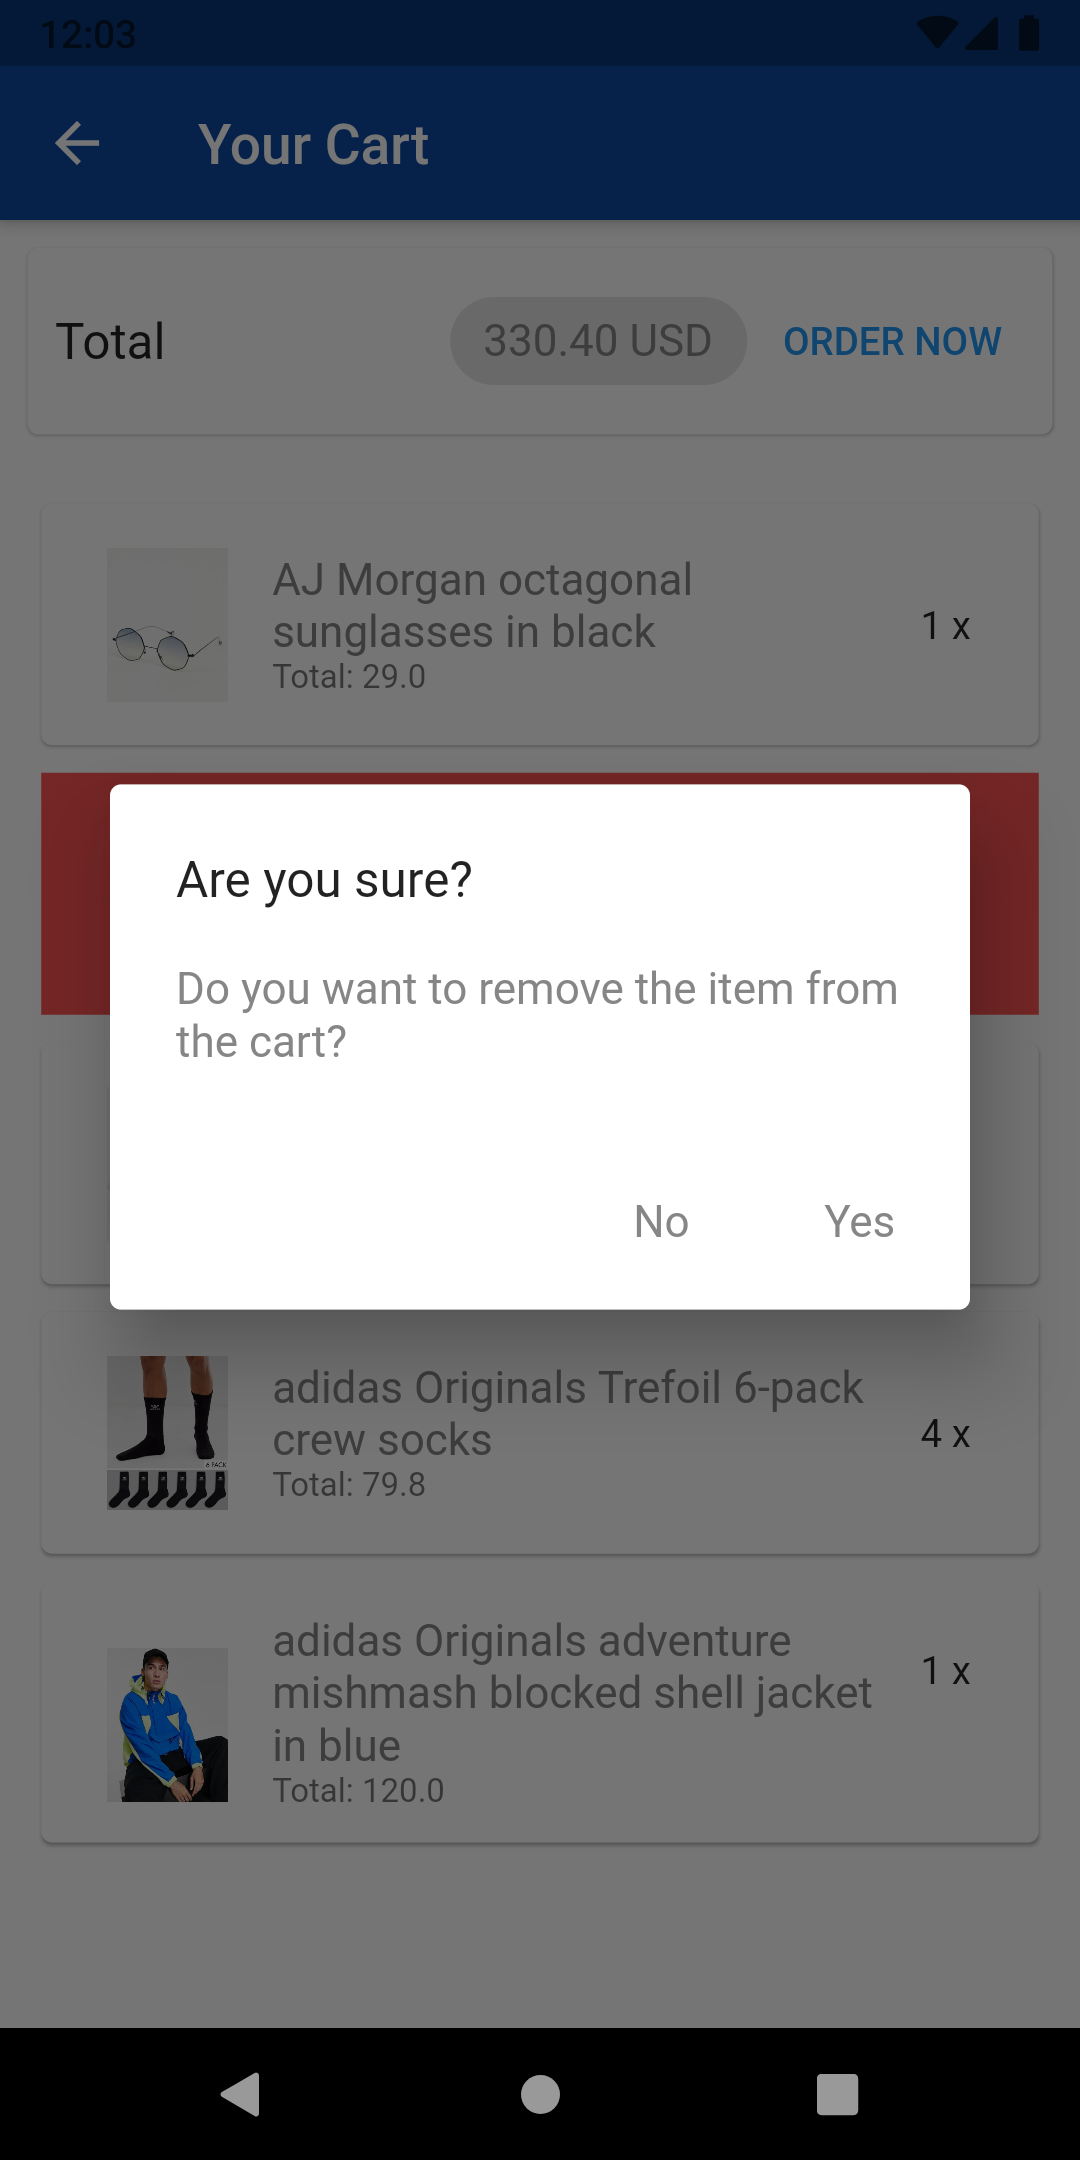 12:03
Your Cart
Total
330.40 USD
ORDER NOW
AJ Morgan octagonal
sunglasses in black
Total: 29.0
1 x
Are you sure?
Do you want to remove the item from
the cart?
No
Yes
adidas Originals Trefoil 6-pack
crew socks
Total: 79.8
4 x
6 PACK
adidas Originals adventure
mishmash blocked shell jacket
in blue
Total: 120.0
1 x